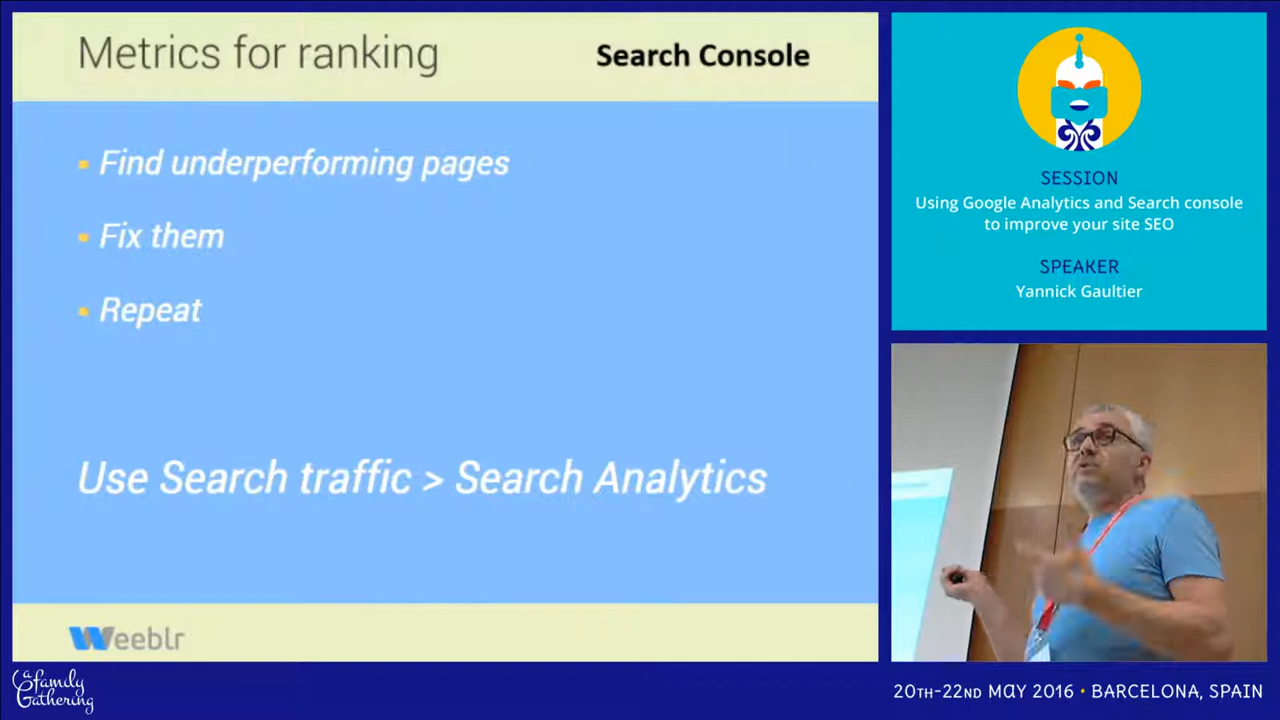 Metrics for ranking
Search Console
Find underperforming pages
Fix them
Repeat
Use Search traffic > Search Analytics
Weeblr
SESSION
Using Google Analytics and Search console
to improve your site SEO
SPEAKER
Yannick Gaultier
a family
Gathering
20TH-22ND MAY 2016 • BARCELONA, SPAIN